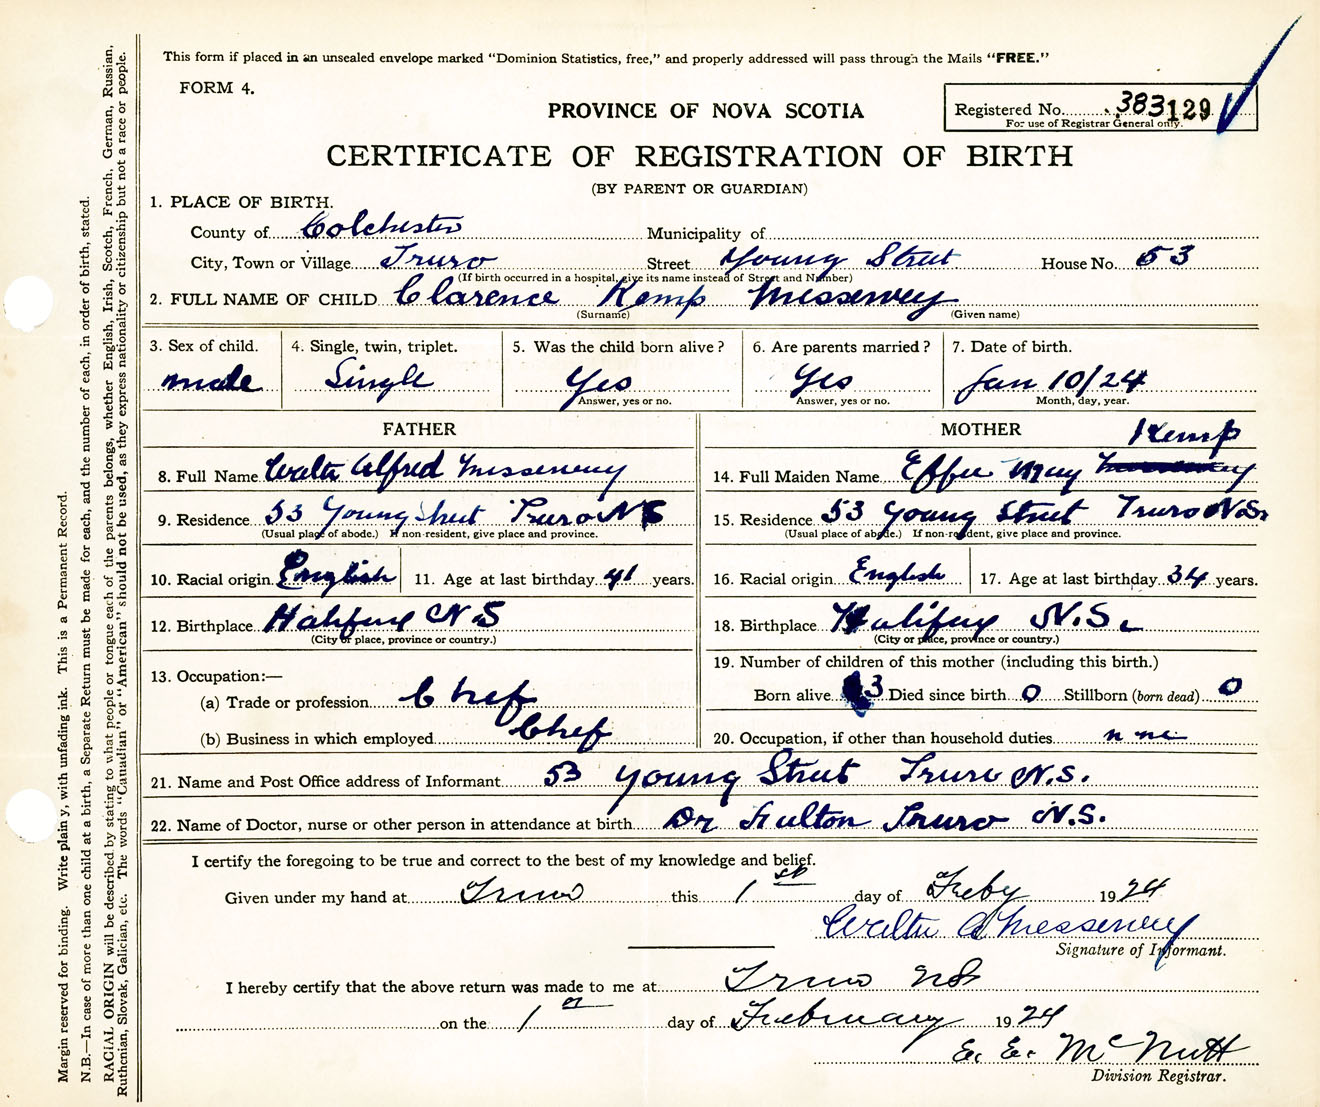 This form if placed in an unsealed envelope marked "Dominion Statistics, free," and properly addressed will pass through the Mails "FREE."
FORM 4.
Registered No. 383129
For use of Registrar General only.
PROVINCE OF NOVA SCOTIA
CERTIFICATE OF REGISTRATION OF BIRTH
(BY PARENT OR GUARDIAN)
1. PLACE OF BIRTH.
County of Colchester Municipality of
City, Town or Village Truro Street Young Street House No. 53
(If birth occurred in a hospital, give its name instead of Street and Number)
2. FULL NAME OF CHILD Clarence Kemp Messervey
(Surname) (Given name)
3. Sex of child. 4. Single, twin, triplet. 5. Was the child born alive? 6. Are parents married? 7. Date of birth.
male Single Yes Yes Jan 10/24
Answer, yes or no. Answer, yes or no. Month, day, year.
FATHER
8. Full Name Walter Alfred Messervey
9. Residence 53 Young Street Truro NS
(Usual place of abode.) If non-resident, give place and province.
10. Racial origin English 11. Age at last birthday 41 years.
12. Birthplace Halifax N S
(City or place, province or country.)
13. Occupation:—
(a) Trade or profession Chef
(b) Business in which employed Chef
MOTHER
Kemp
14. Full Maiden Name Effie May
15. Residence 53 Young Street Truro N.S.
(Usual place of abode.) If non-resident, give place and province.
16. Racial origin English 17. Age at last birthday 34 years.
18. Birthplace Halifax N.S.
(City or place, province or country.)
19. Number of children of this mother (including this birth.)
Born alive 3 Died since birth 0 Stillborn (born dead) 0
20. Occupation, if other than household duties none
21. Name and Post Office address of Informant 53 Young Street Truro N.S.
22. Name of Doctor, nurse or other person in attendance at birth Dr Fulton Truro N.S.
I certify the foregoing to be true and correct to the best of my knowledge and belief.
Given under my hand at Truro this 1st day of Feby 1924
Walter A Messervey
Signature of Informant.
I hereby certify that the above return was made to me at Truro NS
on the 1st day of February 1924
E. E. McNutt
Division Registrar.
Margin reserved for binding. Write plainy, with unfading ink. This is a Permanent Record.
N.B.—In case of more than one child at a birth, a Separate Return must be made for each, and the number of each, in order of birth, stated.
RACIAL ORIGIN will be described by stating to what people or tongue each of the parents belongs, whether English, Irish, Scotch, French, German, Russian,
Ruthenian, Slovak, Galician, etc. The words "Canadian" or "American" should not be used, as they express nationality or citizenship but not a race or people.